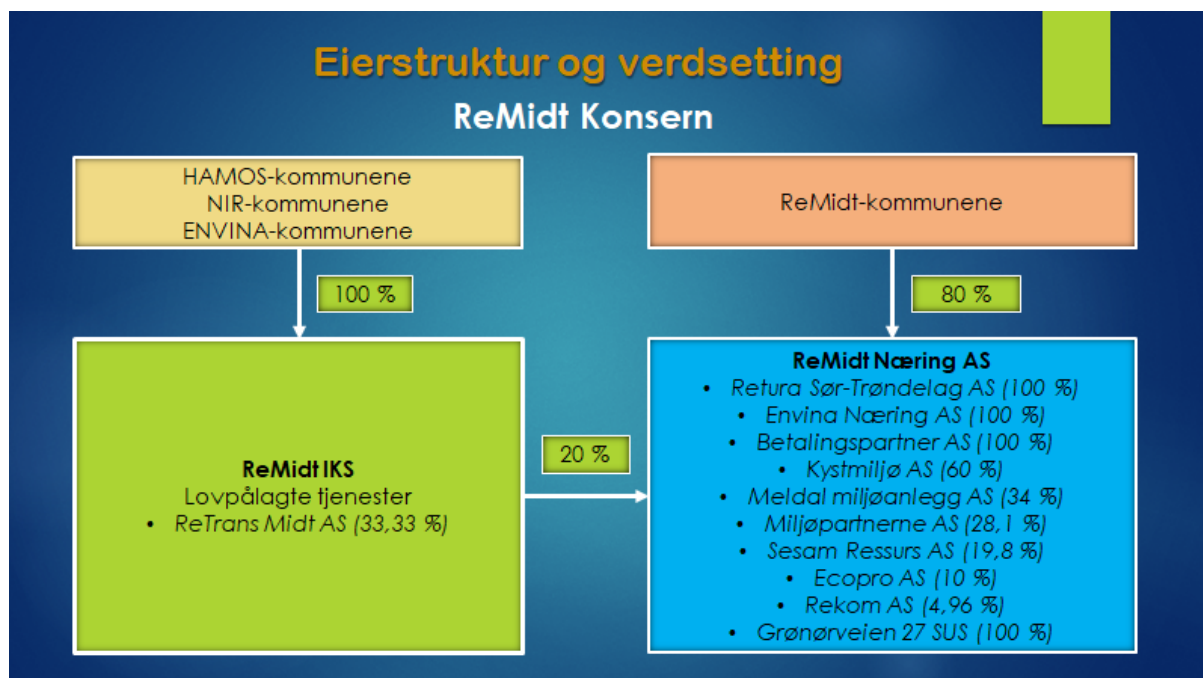 Eierstruktur og verdsetting
ReMidt Konsern
HAMOS-kommunene
NIR-kommunene
ENVINA-kommunene
ReMidt-kommunene
100 %
80 %
ReMidt IKS
Lovpålagte tjenester
• ReTrans Midt AS (33,33 %)
20 %
ReMidt Næring AS
• Retura Sør-Trøndelag AS (100 %)
• Envina Næring AS (100 %)
• Betalingspartner AS (100 %)
• Kystmiljø AS (60 %)
• Meldal miljøanlegg AS (34 %)
• Miljøpartnerne AS (28,1 %)
• Sesam Ressurs AS (19,8 %)
• Ecopro AS (10 %)
• Rekom AS (4,96 %)
• Grønørveien 27 SUS (100 %)